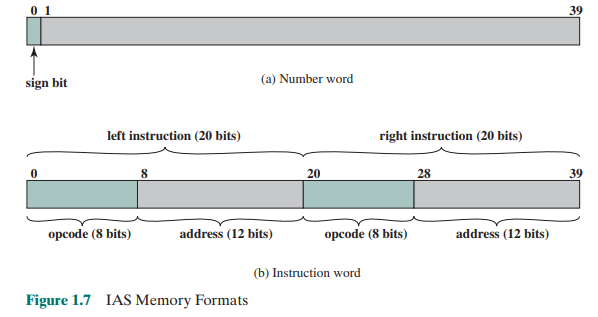 0 1 39
sign bit
(a) Number word
left instruction (20 bits) right instruction (20 bits)
0 8 20 28 39
opcode (8 bits) address (12 bits) opcode (8 bits) address (12 bits)
(b) Instruction word
Figure 1.7 IAS Memory Formats